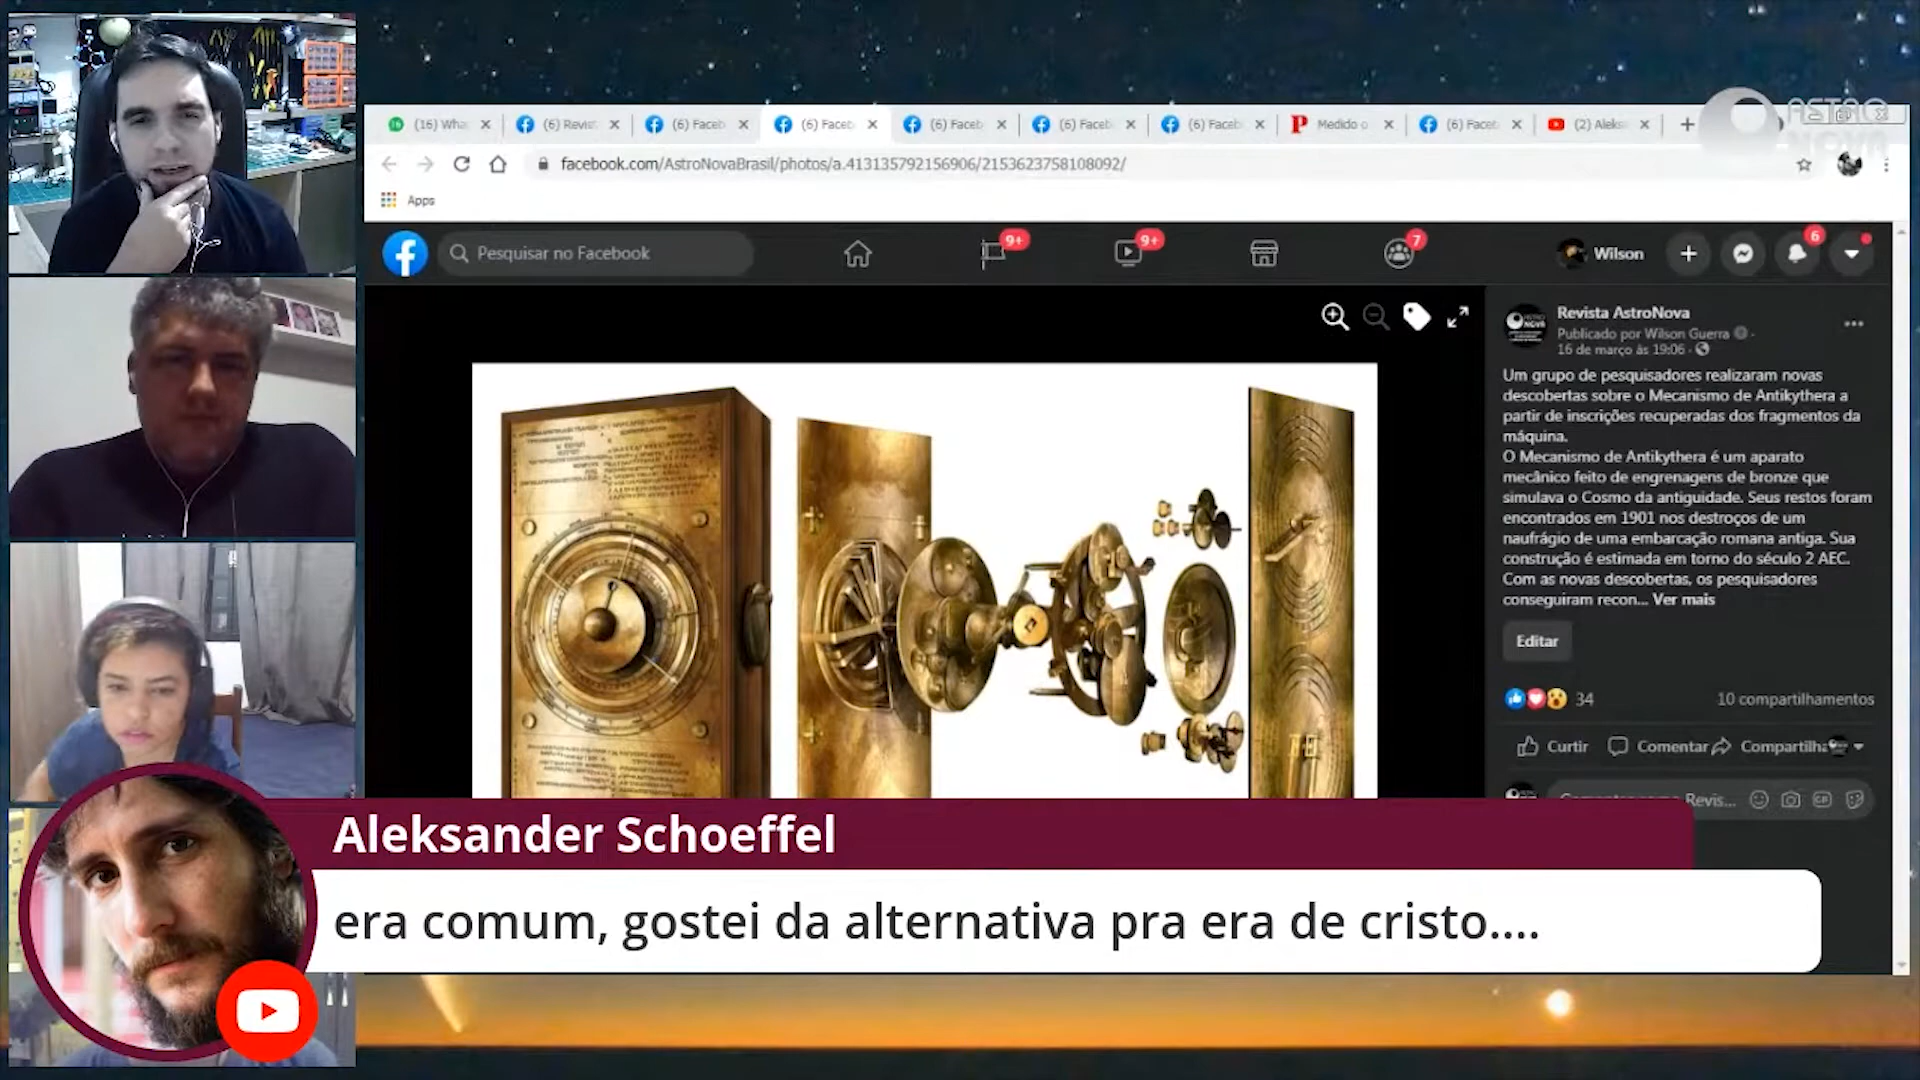 (16) Wha
(6) Revist
(6) Faceb
(6) Faceb
(6) Faceb
(6) Faceb
(6) Faceb
Medido o
(6) Faceb
(2) Aleks
ASTRO
NOVA
facebook.com/AstroNovaBrasil/photos/a.413135792156906/2153623758108092/
Apps
Pesquisar no Facebook
9+
9+
7
Wilson
6
Revista AstroNova
Publicado por Wilson Guerra
16 de março às 19:06
Um grupo de pesquisadores realizaram novas
descobertas sobre o Mecanismo de Antikythera a
partir de inscrições recuperadas dos fragmentos da
máquina.
O Mecanismo de Antikythera é um aparato
mecânico feito de engrenagens de bronze que
simulava o Cosmo da antiguidade. Seus restos foram
encontrados em 1901 nos destroços de um
naufrágio de uma embarcação romana antiga. Sua
construção é estimada em torno do século 2 AEC.
Com as novas descobertas, os pesquisadores
conseguiram recon... Ver mais
Editar
34
10 compartilhamentos
Curtir
Comentar
Compartilha
Revis...
Aleksander Schoeffel
era comum, gostei da alternativa pra era de cristo....